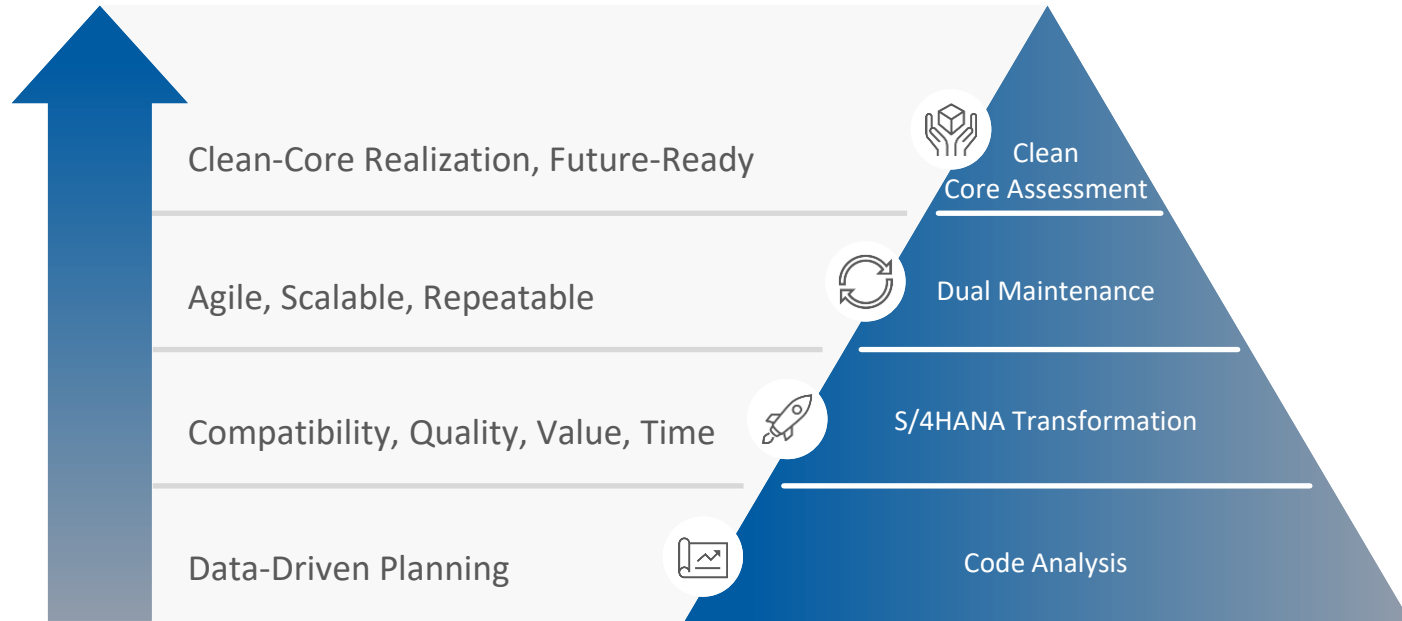 Clean-Core Realization, Future-Ready
Clean
Core Assessment
Agile, Scalable, Repeatable
Dual Maintenance
Compatibility, Quality, Value, Time
S/4HANA Transformation
Data-Driven Planning
Code Analysis